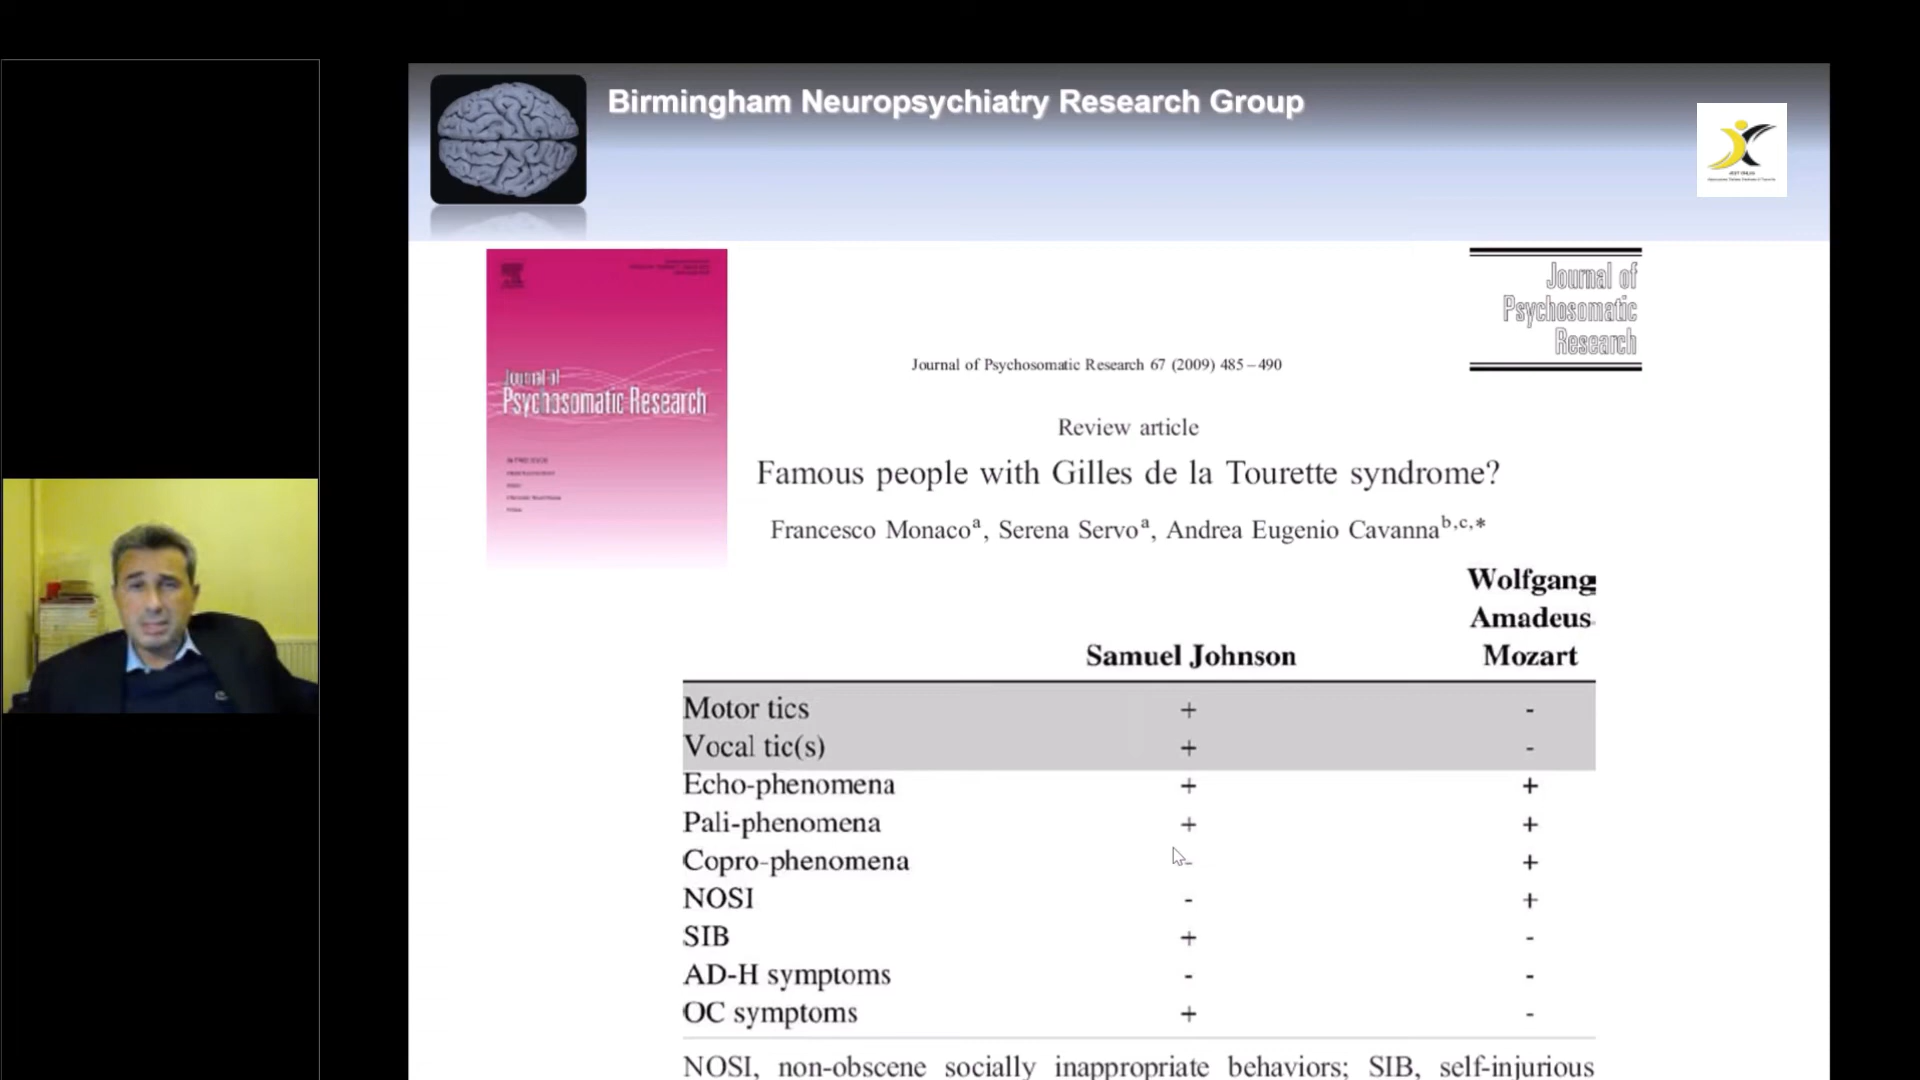 Birmingham Neuropsychiatry Research Group
Journal of
Psychosomatic Research
Journal of
Psychosomatic
Research
Journal of Psychosomatic Research 67 (2009) 485–490
Review article
Famous people with Gilles de la Tourette syndrome?
Francesco Monacoᵃ, Serena Servoᵃ, Andrea Eugenio Cavannaᵇ,ᶜ,*
Wolfgang
Amadeus
Samuel Johnson Mozart
Motor tics + -
Vocal tic(s) + -
Echo-phenomena + +
Pali-phenomena + +
Copro-phenomena - +
NOSI - +
SIB + -
AD-H symptoms - -
OC symptoms + -
NOSI, non-obscene socially inappropriate behaviors; SIB, self-injurious